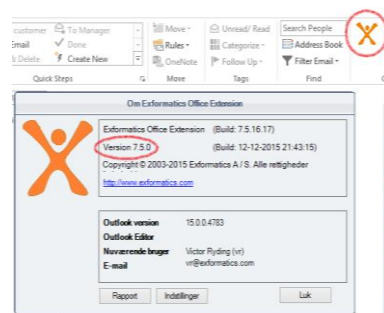 customer To Manager Move Unread/ Read Search People
Email Done Rules Categorize Address Book
Delete Create New OneNote Follow Up Filter Email
Quick Steps Move Tags Find
Om Exformatics Office Extension
Exformatics Office Extension (Build: 7.5.16.17)
Version 7.5.0 (Build: 12-12-2015 21:43:15)
Copyright © 2003-2015 Exformatics A / S. Alle rettigheder
http://www.exformatics.com
Outlook version 15.0.0.4783
Outlook Editor
Nuværende bruger Victor Ryding (vr)
E-mail vr@exformatics.com
Rapport Indstillinger Luk